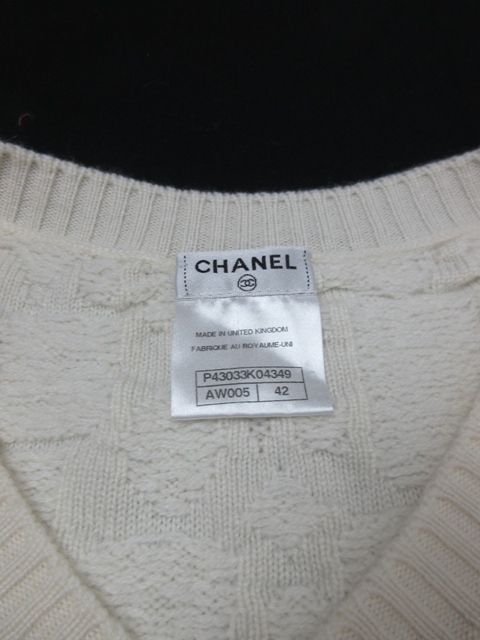 CHANEL
MADE IN UNITED KINGDOM
FABRIQUE AU ROYAUME-UNI
P43033K04349
AW005 42